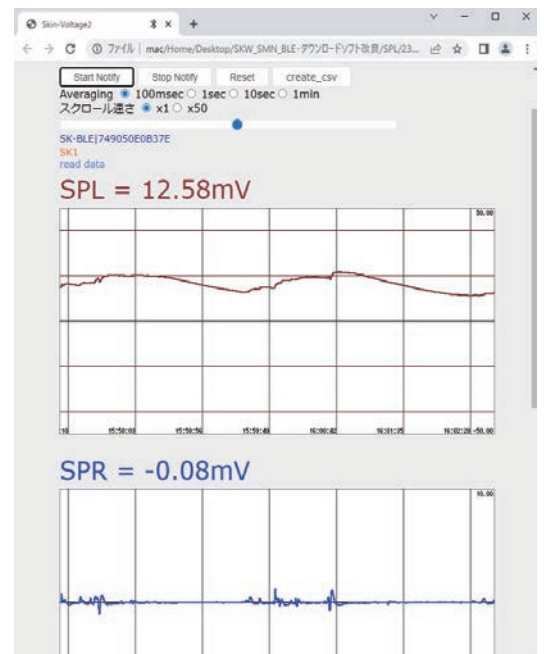 Skin-Voltage2
ファイル | mac/Home/Desktop/SKW_SMN_BLE-ダウンロードソフト改良/SPL/23...
Start Notify Stop Notify Reset create_csv
Averaging 100msec 1sec 10sec 1min
スクロール速さ x1 x50
SK-BLE|749050E0B37E
SK1
read data
SPL = 12.58mV
50.00
:10 15:58:03 15:58:56 15:59:49 16:00:42 16:01:35 16:02:28 -50.00
SPR = -0.08mV
10.00